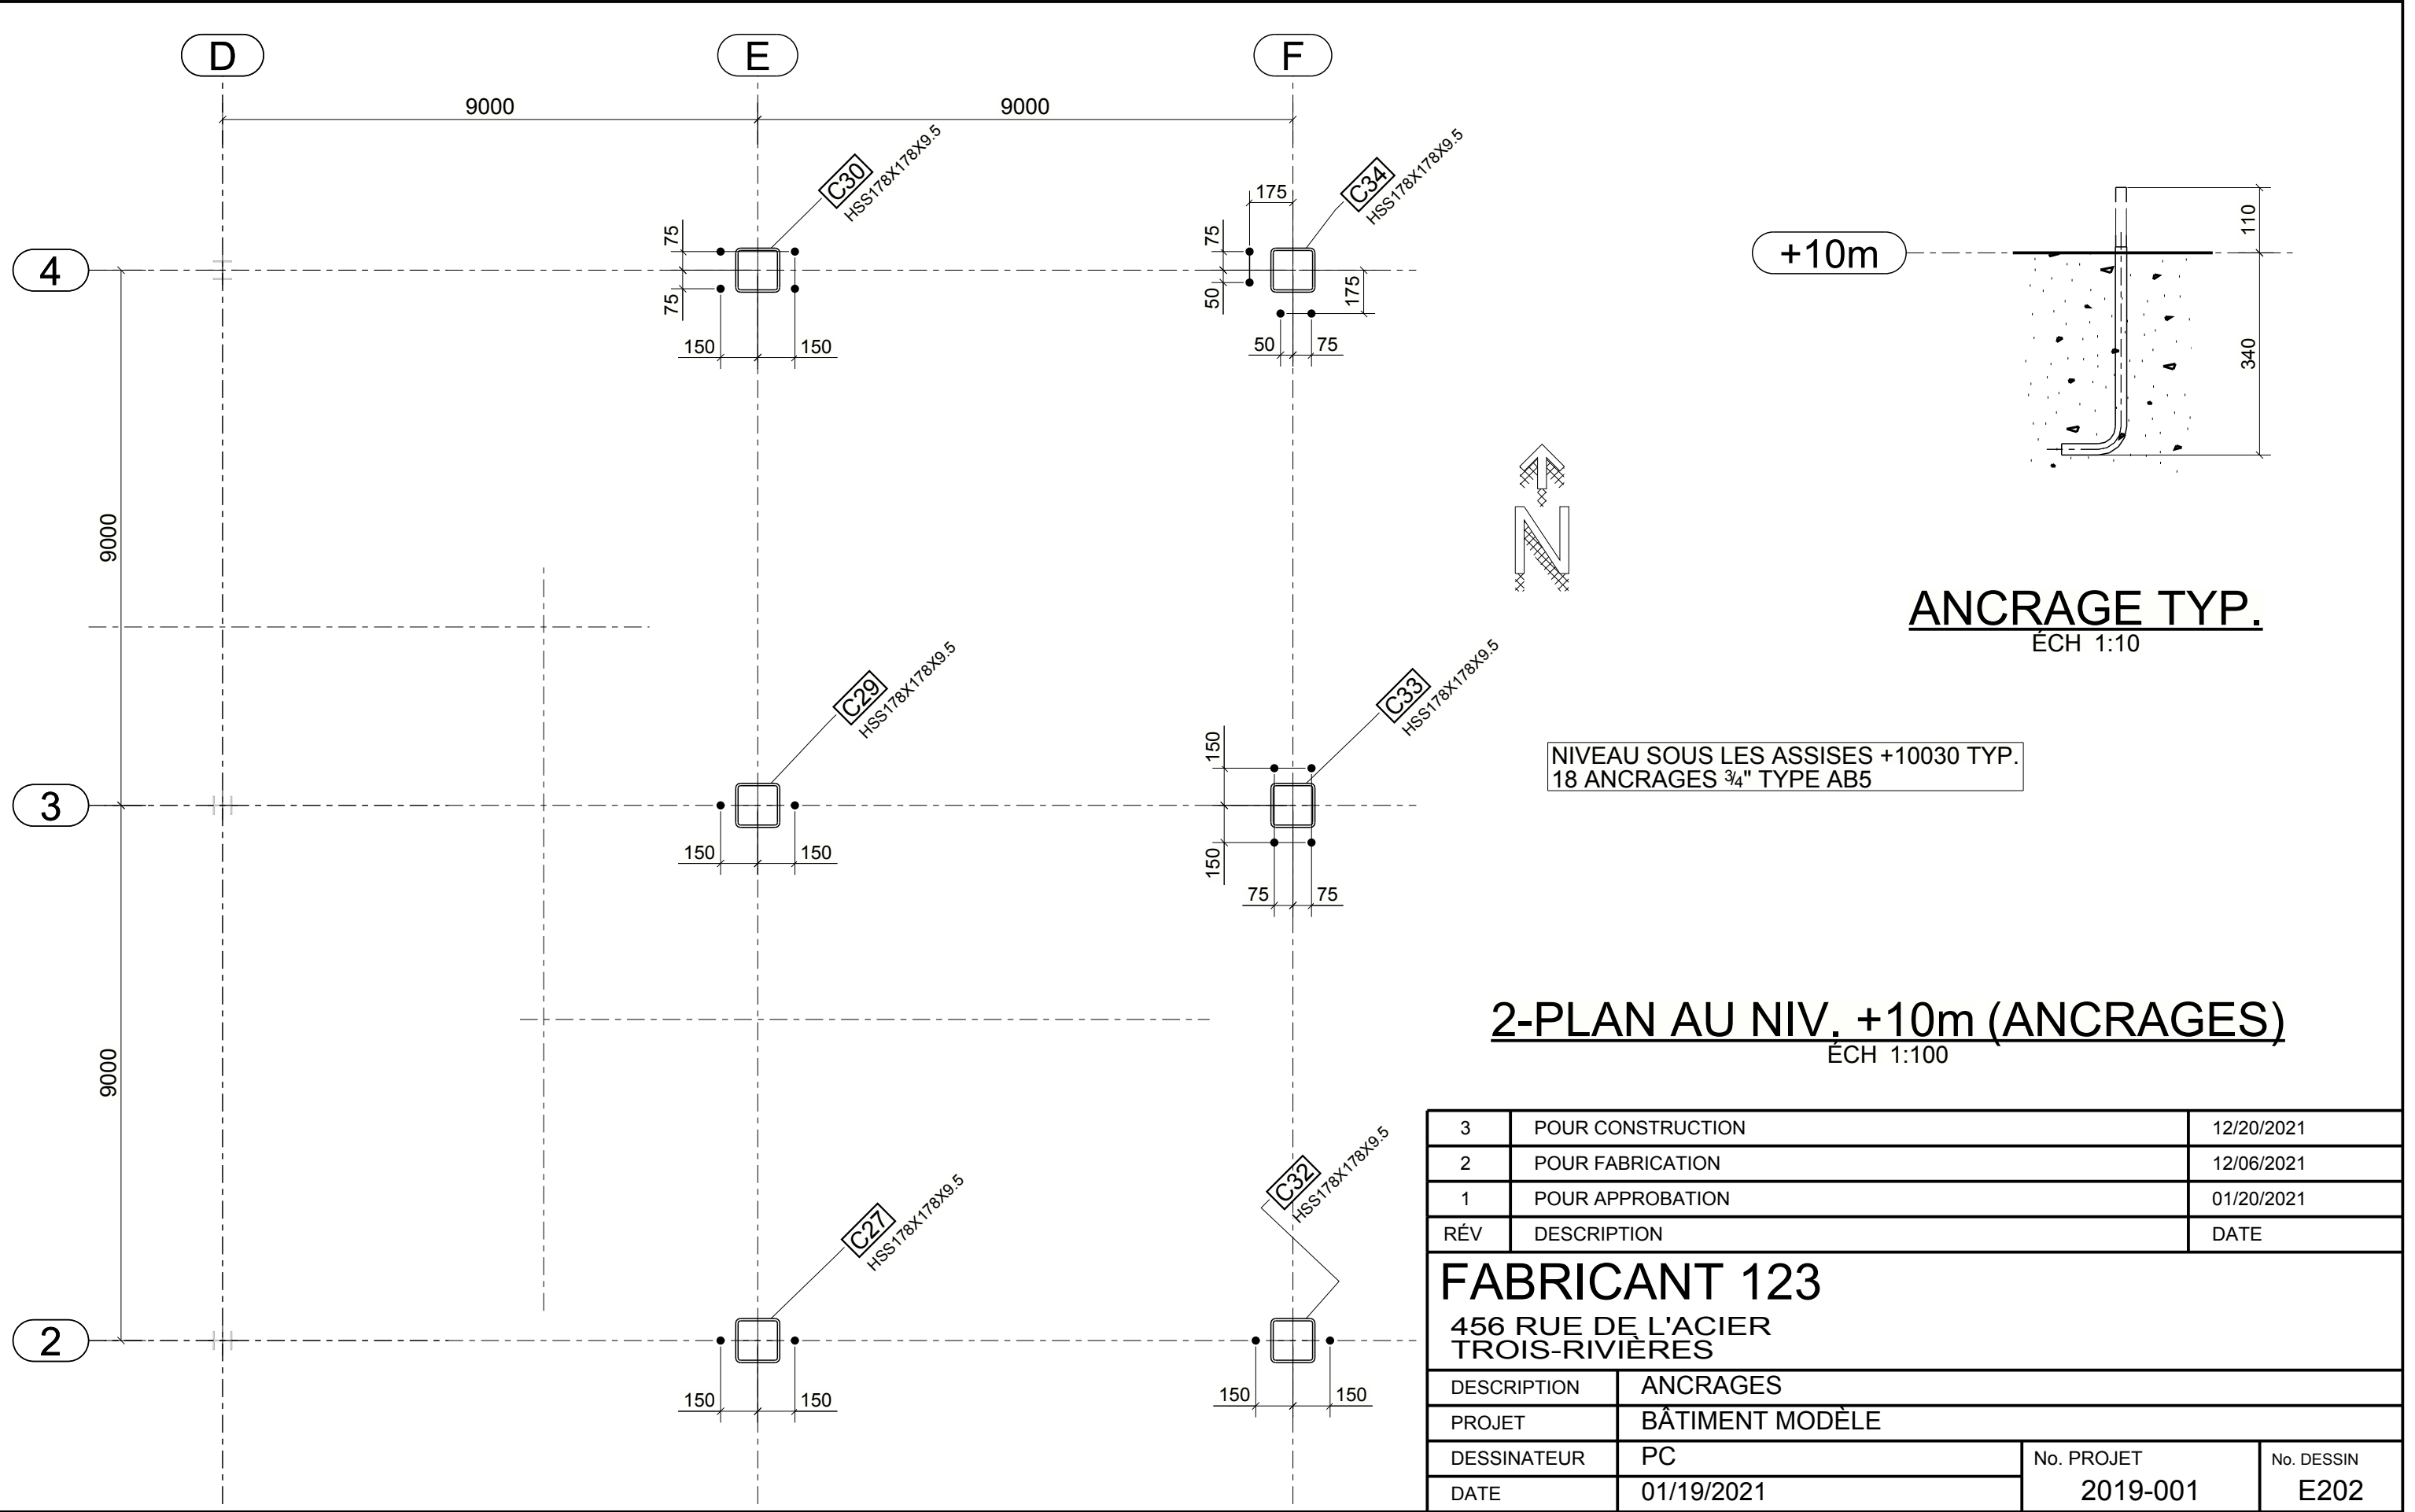 D
E
F
9000
9000
C30
HSS178X178X9.5
C34
HSS178X178X9.5
175
75
75
110
+10m
4
75
50
175
340
150
150
50
75
9000
N
ANCRAGE TYP.
ÉCH 1:10
C29
HSS178X178X9.5
C33
HSS178X178X9.5
150
NIVEAU SOUS LES ASSISES +10030 TYP.
18 ANCRAGES ¾" TYPE AB5
3
150
150
150
75
75
2-PLAN AU NIV. +10m (ANCRAGES)
ÉCH 1:100
9000
C27
HSS178X178X9.5
C32
HSS178X178X9.5
2
150
150
150
150
3 POUR CONSTRUCTION 12/20/2021
2 POUR FABRICATION 12/06/2021
1 POUR APPROBATION 01/20/2021
RÉV DESCRIPTION DATE
FABRICANT 123
456 RUE DE L'ACIER
TROIS-RIVIÈRES
DESCRIPTION ANCRAGES
PROJET BÂTIMENT MODÈLE
DESSINATEUR PC
DATE 01/19/2021
No. PROJET
2019-001
No. DESSIN
E202